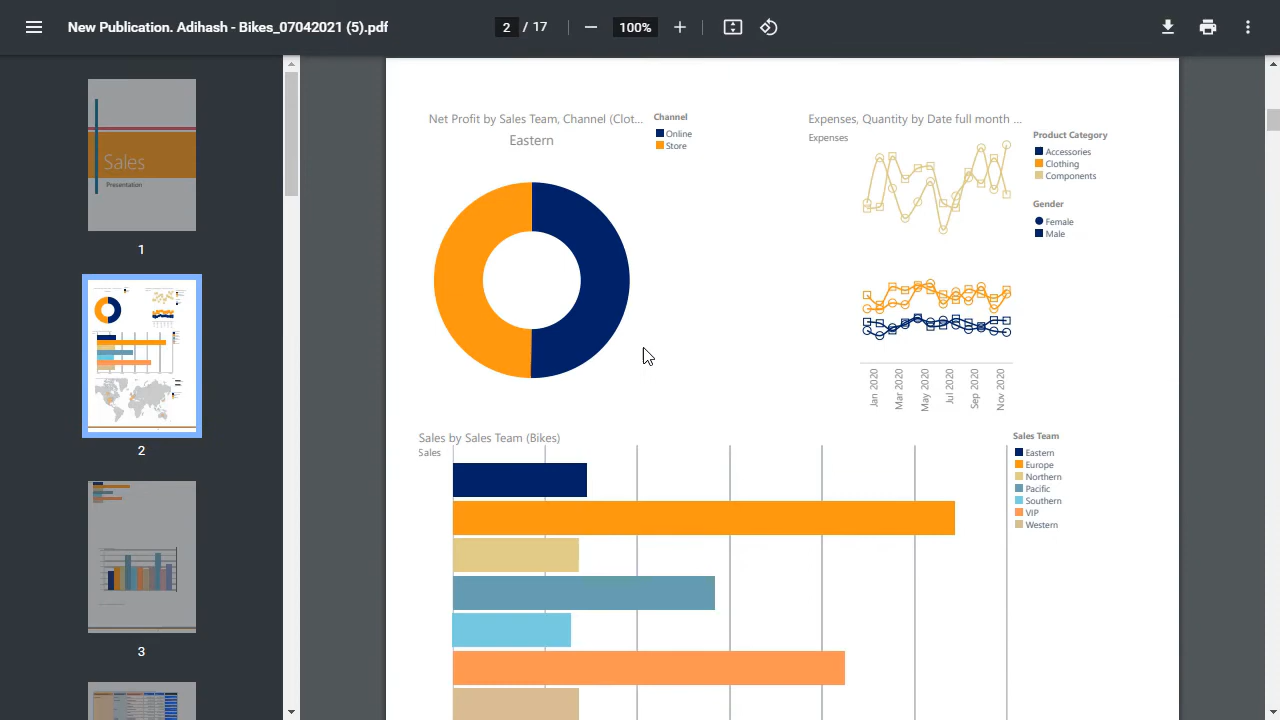 New Publication. Adihash - Bikes_07042021 (5).pdf
2 / 17
100%
Sales
Presentation
1
2
3
Net Profit by Sales Team, Channel (Clot...
Eastern
Channel
Online
Store
Expenses, Quantity by Date full month ...
Expenses
Product Category
Accessories
Clothing
Components
Gender
Female
Male
Jan 2020
Mar 2020
May 2020
Jul 2020
Sep 2020
Nov 2020
Sales by Sales Team (Bikes)
Sales
Sales Team
Eastern
Europe
Northern
Pacific
Southern
VIP
Western